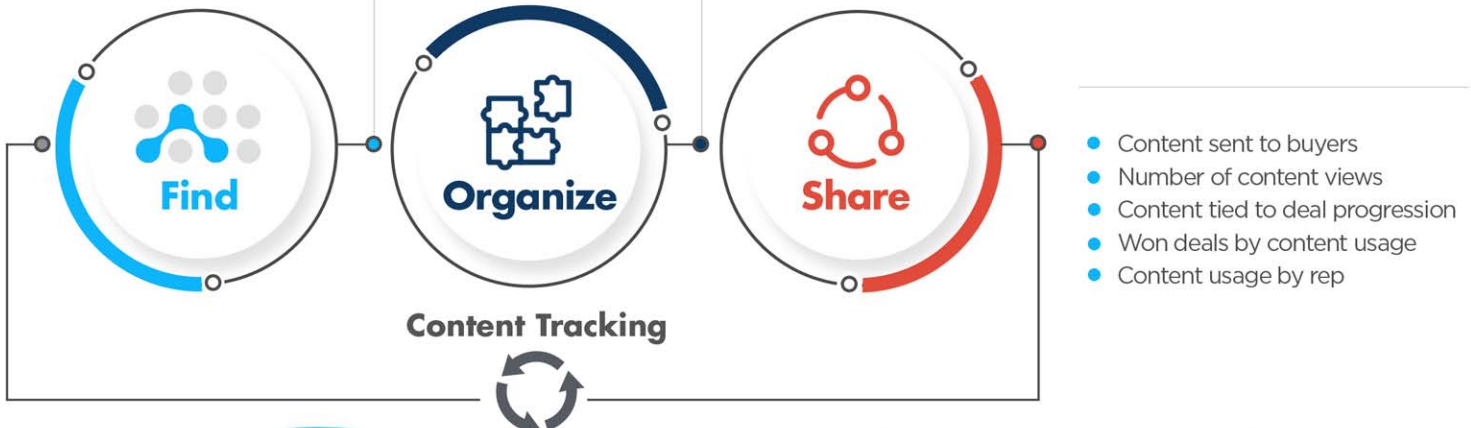 Find
Organize
Share
Content Tracking
Content sent to buyers
Number of content views
Content tied to deal progression
Won deals by content usage
Content usage by rep